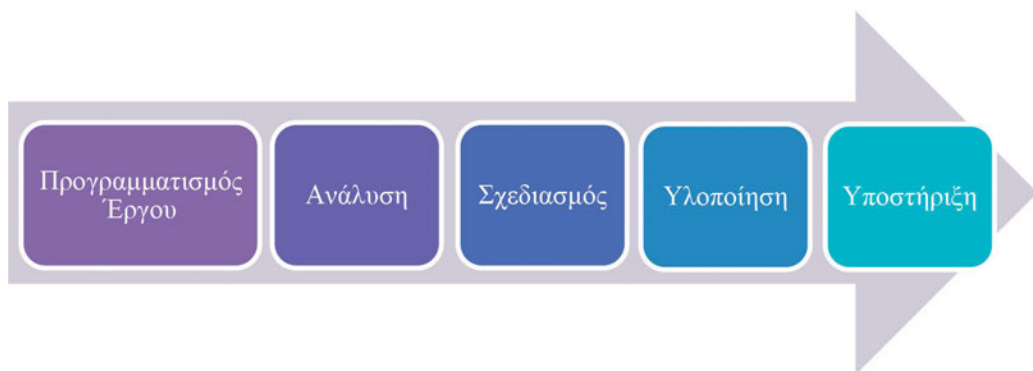 Προγραμματισμός
Έργου
Ανάλυση
Σχεδιασμός
Υλοποίηση
Υποστήριξη